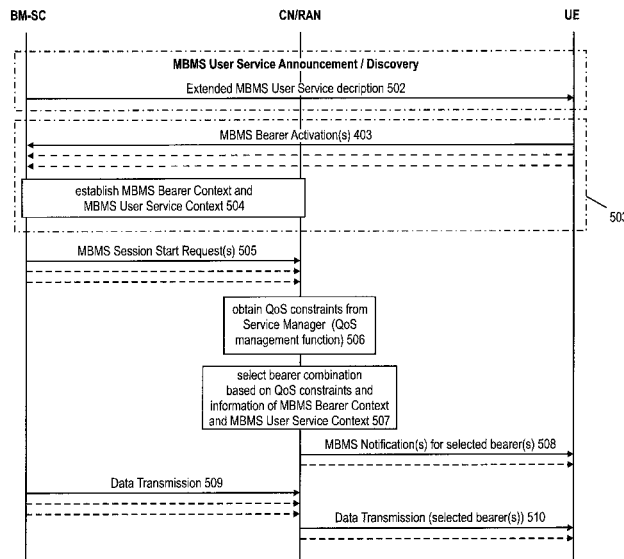 BM-SC CN/RAN UE
MBMS User Service Announcement / Discovery
Extended MBMS User Service decription 502
MBMS Bearer Activation(s) 403
establish MBMS Bearer Context and
MBMS User Service Context 504
503
MBMS Session Start Request(s) 505
obtain QoS constraints from
Service Manager (QoS
management function) 506
select bearer combination
based on QoS constraints and
information of MBMS Bearer Context
and MBMS User Service Context 507
MBMS Notification(s) for selected bearer(s) 508
Data Transmission 509
Data Transmission (selected bearer(s)) 510